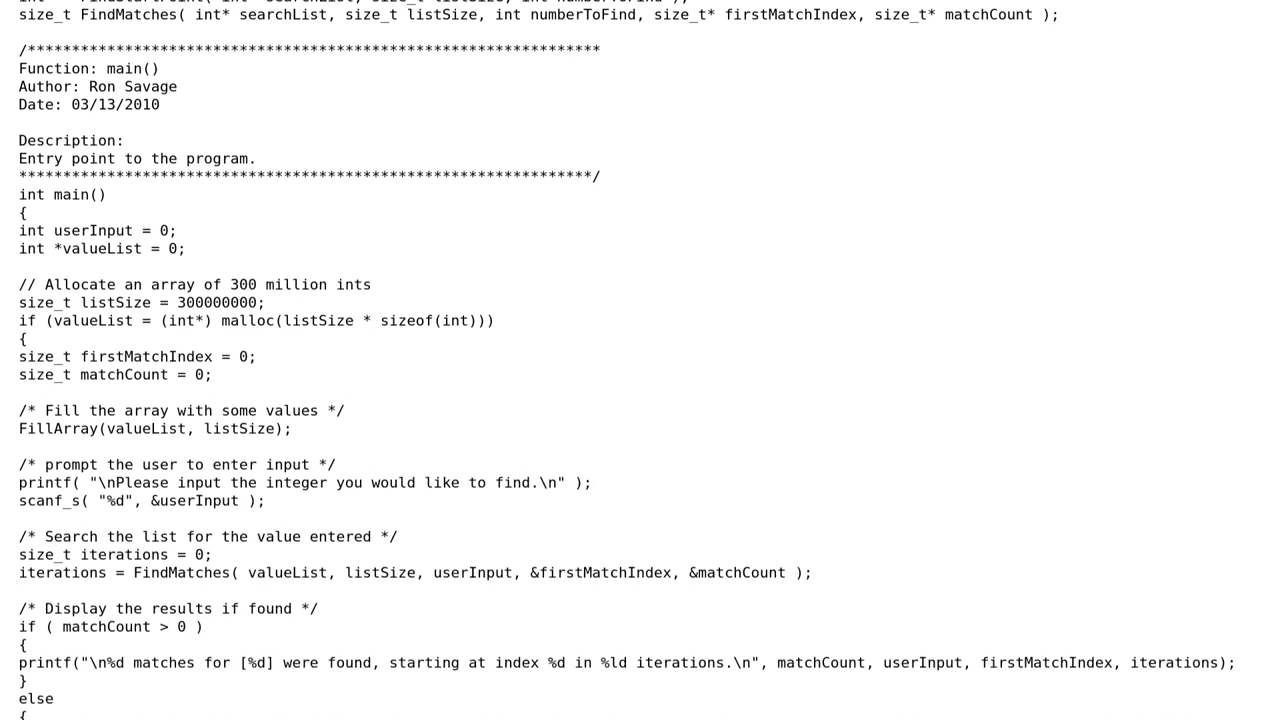 size_t FindMatches( int* searchList, size_t listSize, int numberToFind, size_t* firstMatchIndex, size_t* matchCount );

/*****************************************************************
Function: main()
Author: Ron Savage
Date: 03/13/2010

Description:
Entry point to the program.
*****************************************************************/
int main()
{
int userInput = 0;
int *valueList = 0;

// Allocate an array of 300 million ints
size_t listSize = 300000000;
if (valueList = (int*) malloc(listSize * sizeof(int)))
{
size_t firstMatchIndex = 0;
size_t matchCount = 0;

/* Fill the array with some values */
FillArray(valueList, listSize);

/* prompt the user to enter input */
printf( "\nPlease input the integer you would like to find.\n" );
scanf_s( "%d", &userInput );

/* Search the list for the value entered */
size_t iterations = 0;
iterations = FindMatches( valueList, listSize, userInput, &firstMatchIndex, &matchCount );

/* Display the results if found */
if ( matchCount > 0 )
{
printf("\n%d matches for [%d] were found, starting at index %d in %ld iterations.\n", matchCount, userInput, firstMatchIndex, iterations);
}
else
{